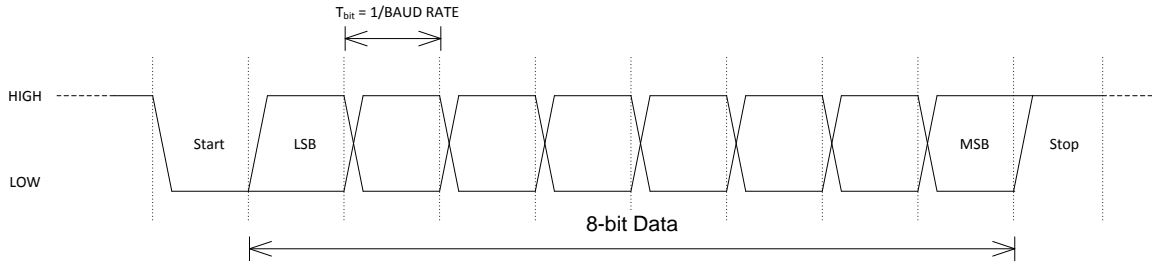 T_bit = 1/BAUD RATE
HIGH
Start
LSB
MSB
Stop
LOW
8-bit Data